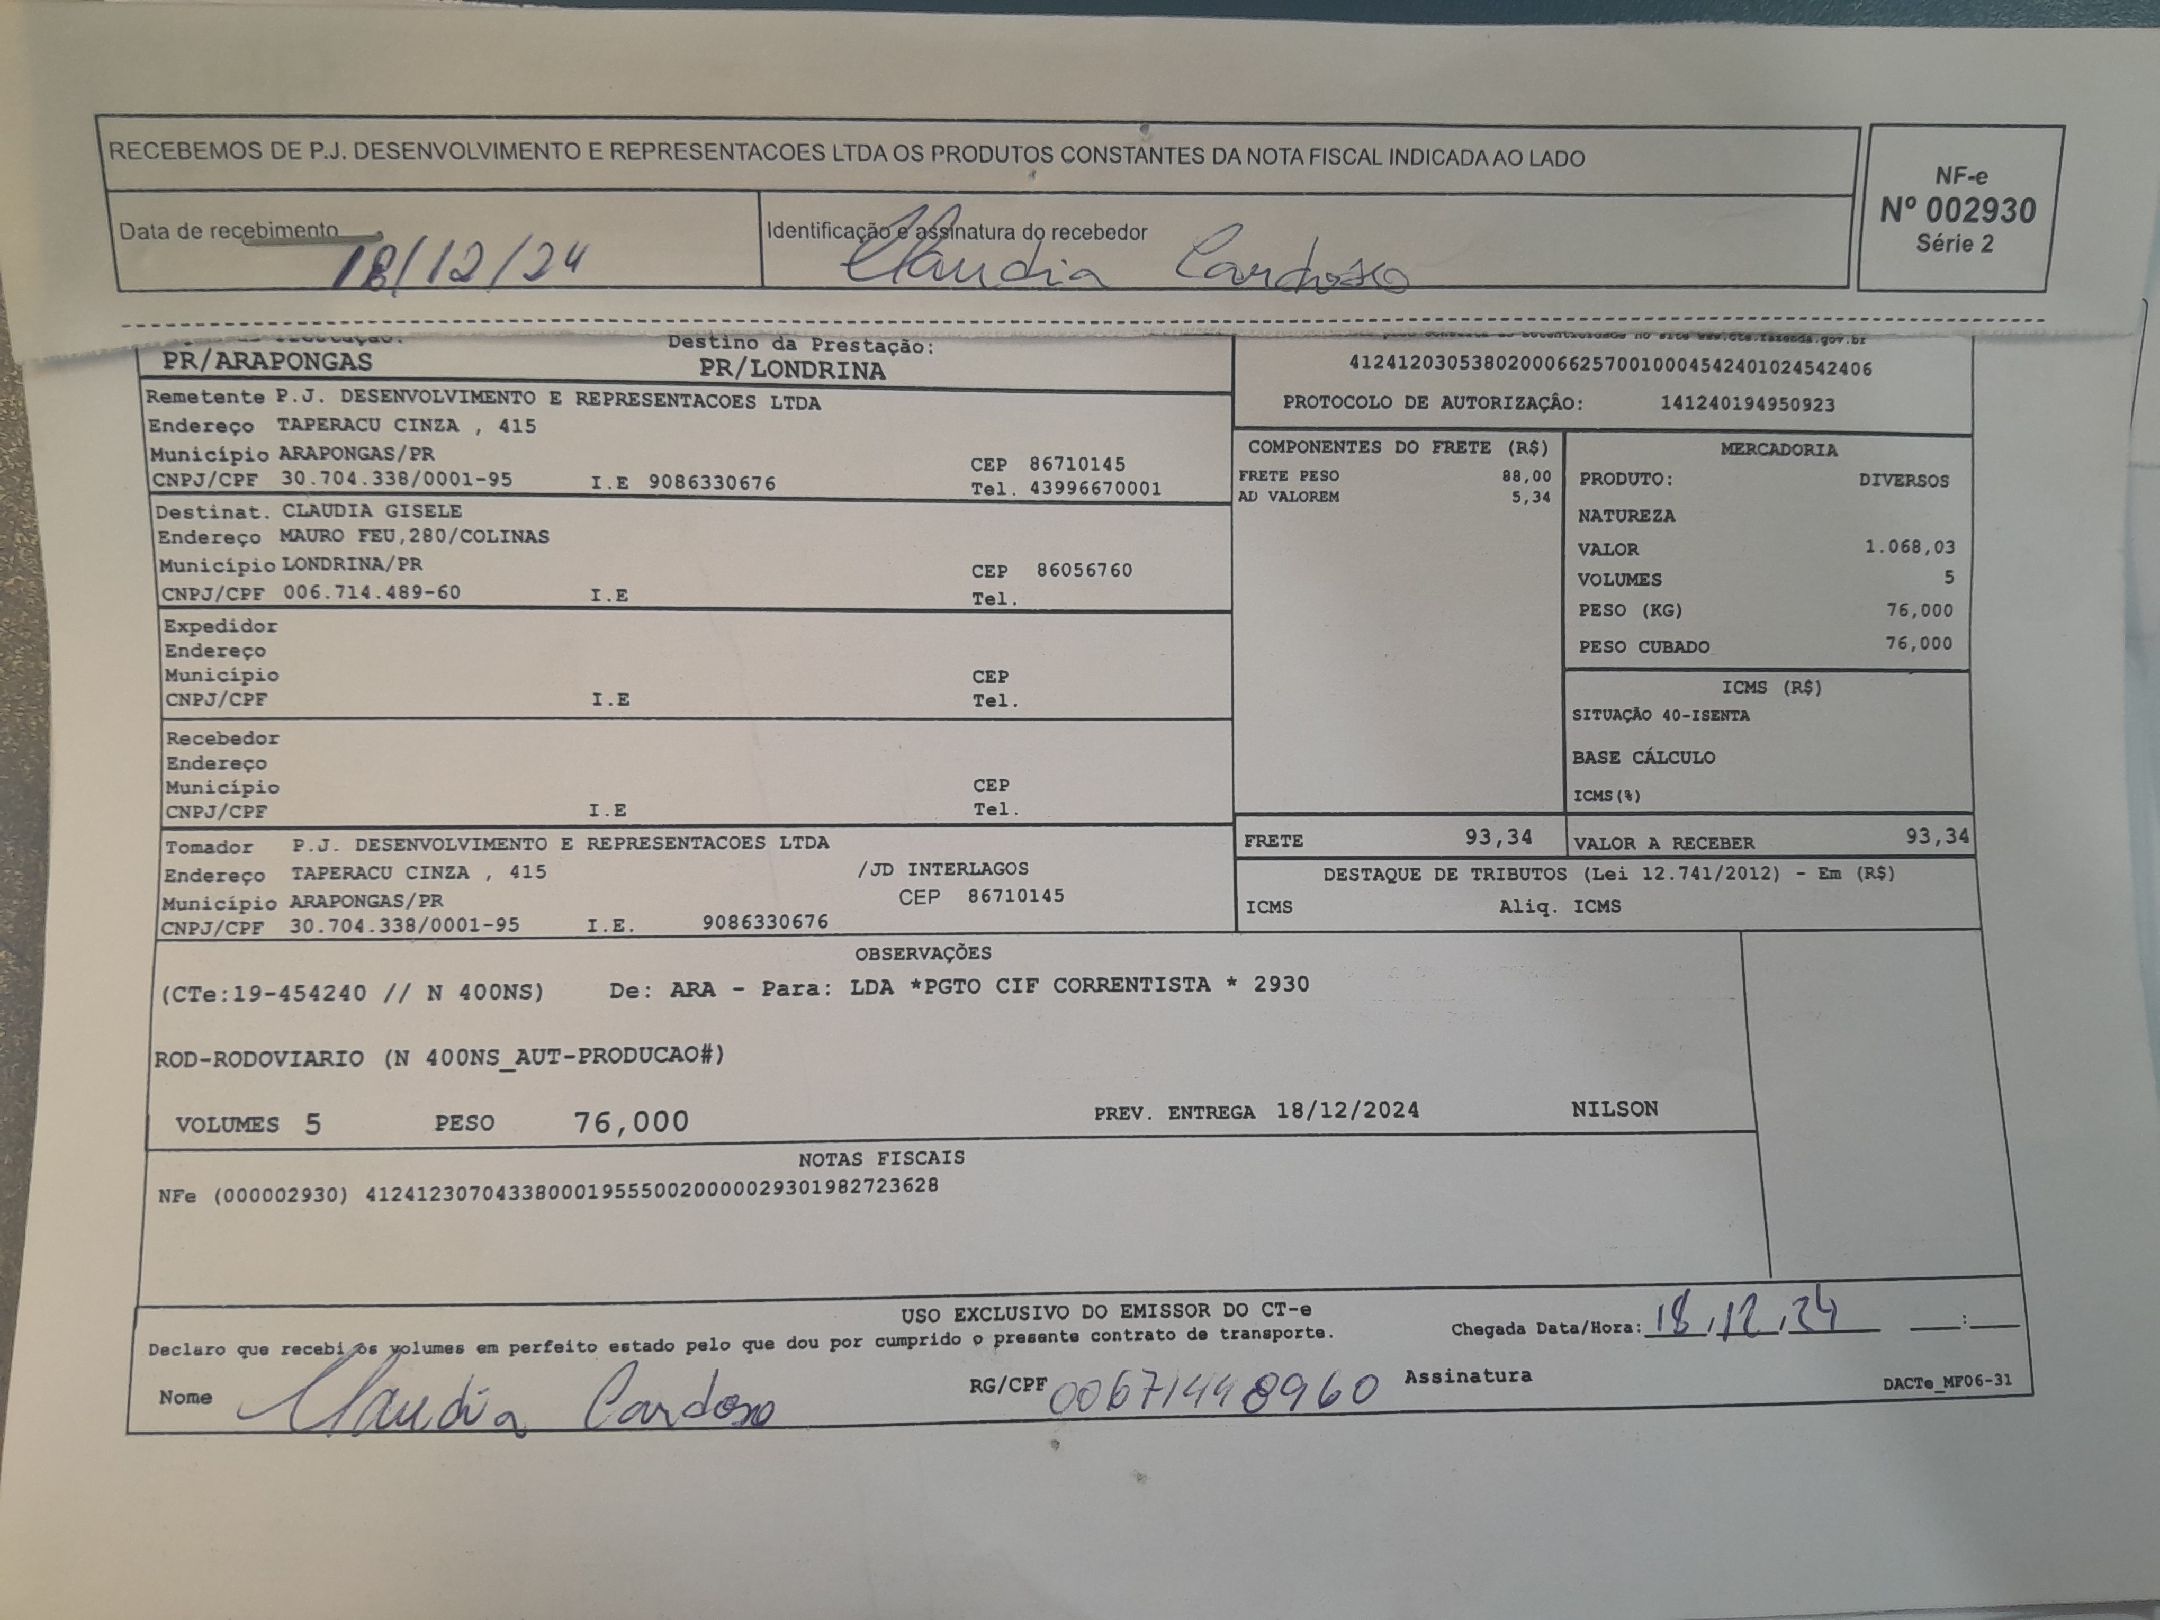 RECEBEMOS DE P.J. DESENVOLVIMENTO E REPRESENTACOES LTDA OS PRODUTOS CONSTANTES DA NOTA FISCAL INDICADA AO LADO
NF-e
Nº 002930
Série 2
Data de recebimento
18/12/24
Identificação e assinatura do recebedor
Claudia Cardoso
Destino da Prestação:
PR/ARAPONGAS PR/LONDRINA
no site www.cte.fazenda.gov.br
41241203053802000662570010004542401024542406
PROTOCOLO DE AUTORIZAÇÂO: 141240194950923
Remetente P.J. DESENVOLVIMENTO E REPRESENTACOES LTDA
Endereço TAPERACU CINZA , 415
Município ARAPONGAS/PR CEP 86710145
CNPJ/CPF 30.704.338/0001-95 I.E 9086330676 Tel. 43996670001
Destinat. CLAUDIA GISELE
Endereço MAURO FEU,280/COLINAS
Município LONDRINA/PR CEP 86056760
CNPJ/CPF 006.714.489-60 I.E Tel.
Expedidor
Endereço
Município CEP
CNPJ/CPF I.E Tel.
Recebedor
Endereço
Município CEP
CNPJ/CPF I.E Tel.
Tomador P.J. DESENVOLVIMENTO E REPRESENTACOES LTDA
Endereço TAPERACU CINZA , 415 /JD INTERLAGOS
Município ARAPONGAS/PR CEP 86710145
CNPJ/CPF 30.704.338/0001-95 I.E. 9086330676
COMPONENTES DO FRETE (R$)
FRETE PESO 88,00
AD VALOREM 5,34
MERCADORIA
PRODUTO: DIVERSOS
NATUREZA
VALOR 1.068,03
VOLUMES 5
PESO (KG) 76,000
PESO CUBADO 76,000
ICMS (R$)
SITUAÇÃO 40-ISENTA
BASE CÁLCULO
ICMS(%)
FRETE 93,34 VALOR A RECEBER 93,34
DESTAQUE DE TRIBUTOS (Lei 12.741/2012) - Em (R$)
ICMS Aliq. ICMS
OBSERVAÇÕES
(CTe:19-454240 // N 400NS) De: ARA - Para: LDA *PGTO CIF CORRENTISTA * 2930
ROD-RODOVIARIO (N 400NS_AUT-PRODUCAO#)
VOLUMES 5 PESO 76,000 PREV. ENTREGA 18/12/2024 NILSON
NOTAS FISCAIS
NFe (000002930) 41241230704338000195550020000029301982723628
USO EXCLUSIVO DO EMISSOR DO CT-e
Declaro que recebi os volumes em perfeito estado pelo que dou por cumprido o presente contrato de transporte.
Chegada Data/Hora: 18.12.24 __:__
Nome Claudia Cardoso RG/CPF 00671448960 Assinatura
DACTe_MF06-31